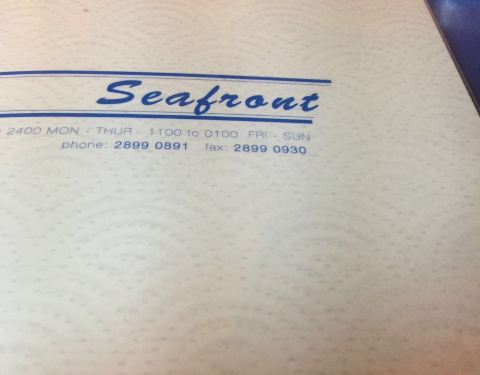 Seafront
2400 MON - THUR - 1100 to 0100 FRI - SUN
phone: 2899 0891 fax: 2899 0930